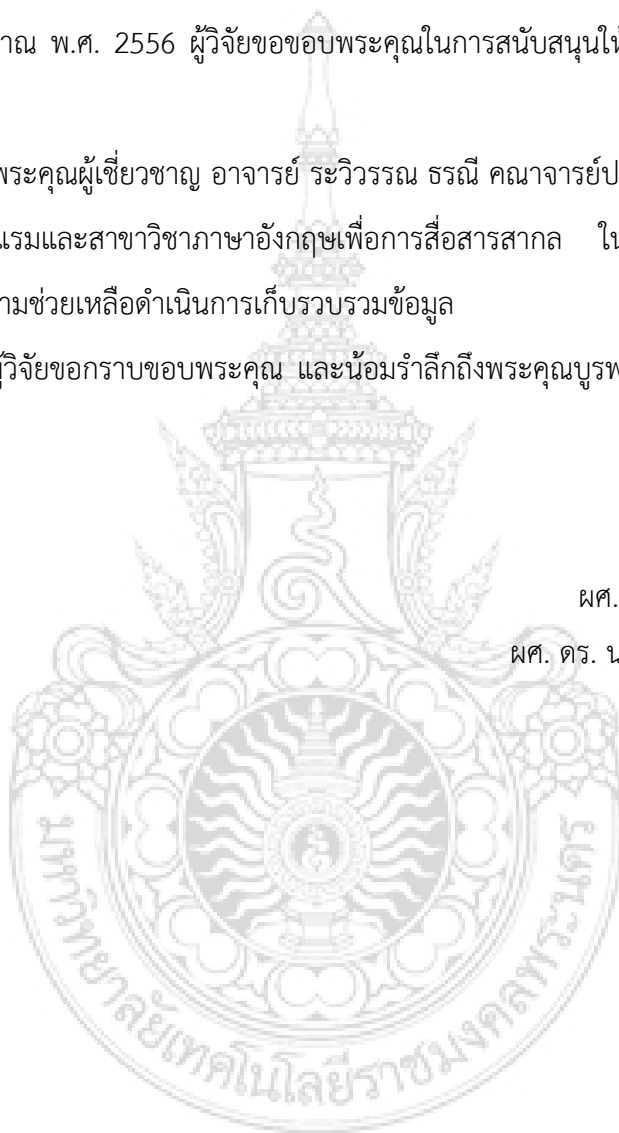 าณ พ.ศ. 2556 ผู้วิจัยขอขอบพระคุณในการสนับสนุนให้
พระคุณผู้เชี่ยวชาญ อาจารย์ ระวิวรรณ ธรณี คณาจารย์ป
แรมและสาขาวิชาภาษาอังกฤษเพื่อการสื่อสารสากล ใน
ามช่วยเหลือดำเนินการเก็บรวบรวมข้อมูล
ผู้วิจัยขอกราบขอบพระคุณ และน้อมรำลึกถึงพระคุณบูรพ
ผศ.
ผศ. ดร. น
มหาวิทยาลัยเทคโนโลยีราชมงคลพระนคร